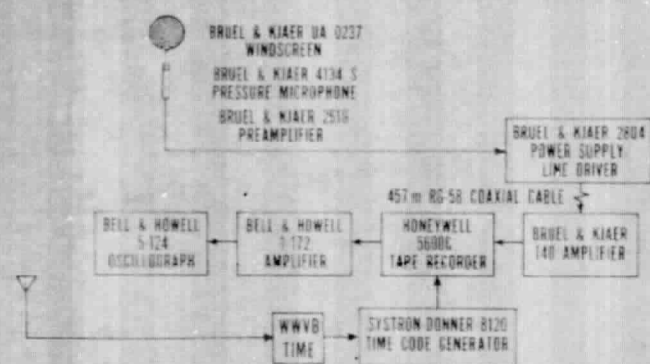 BRUEL & KJAER UA 0237
WINDSCREEN
BRUEL & KJAER 4134 S
PRESSURE MICROPHONE
BRUEL & KJAER
PREAMPLIFIER
BRUEL & KJAER 2804
POWER SUPPLY
LINE DRIVER
457 m RG-58 COAXIAL CABLE
BELL & HOWELL
5-124
OSCILLOGRAPH
BELL & HOWELL
1-172
AMPLIFIER
HONEYWELL
5600C
TAPE RECORDER
BRUEL & KJAER
140 AMPLIFIER
WWVB
TIME
SYSTRON-DONNER 8120
TIME CODE GENERATOR